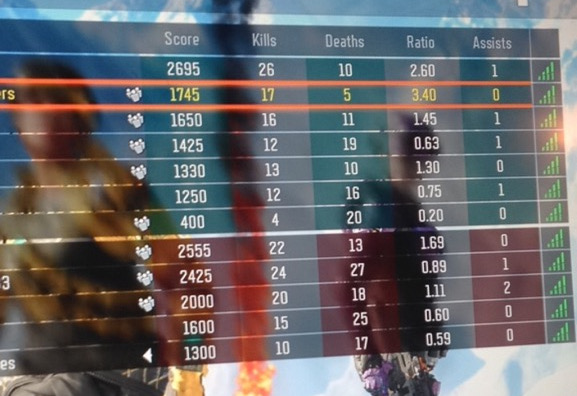 Score Kills Deaths Ratio Assists
2695 26 10 2.60 1
ers 1745 17 5 3.40 0
1650 16 11 1.45 1
1425 12 19 0.63 1
1330 13 10 1.30 0
1250 12 16 0.75 1
400 4 20 0.20 0
2555 22 13 1.69 0
53 2425 24 27 0.89 1
2000 20 18 1.11 2
1600 15 25 0.60 0
es 1300 10 17 0.59 0